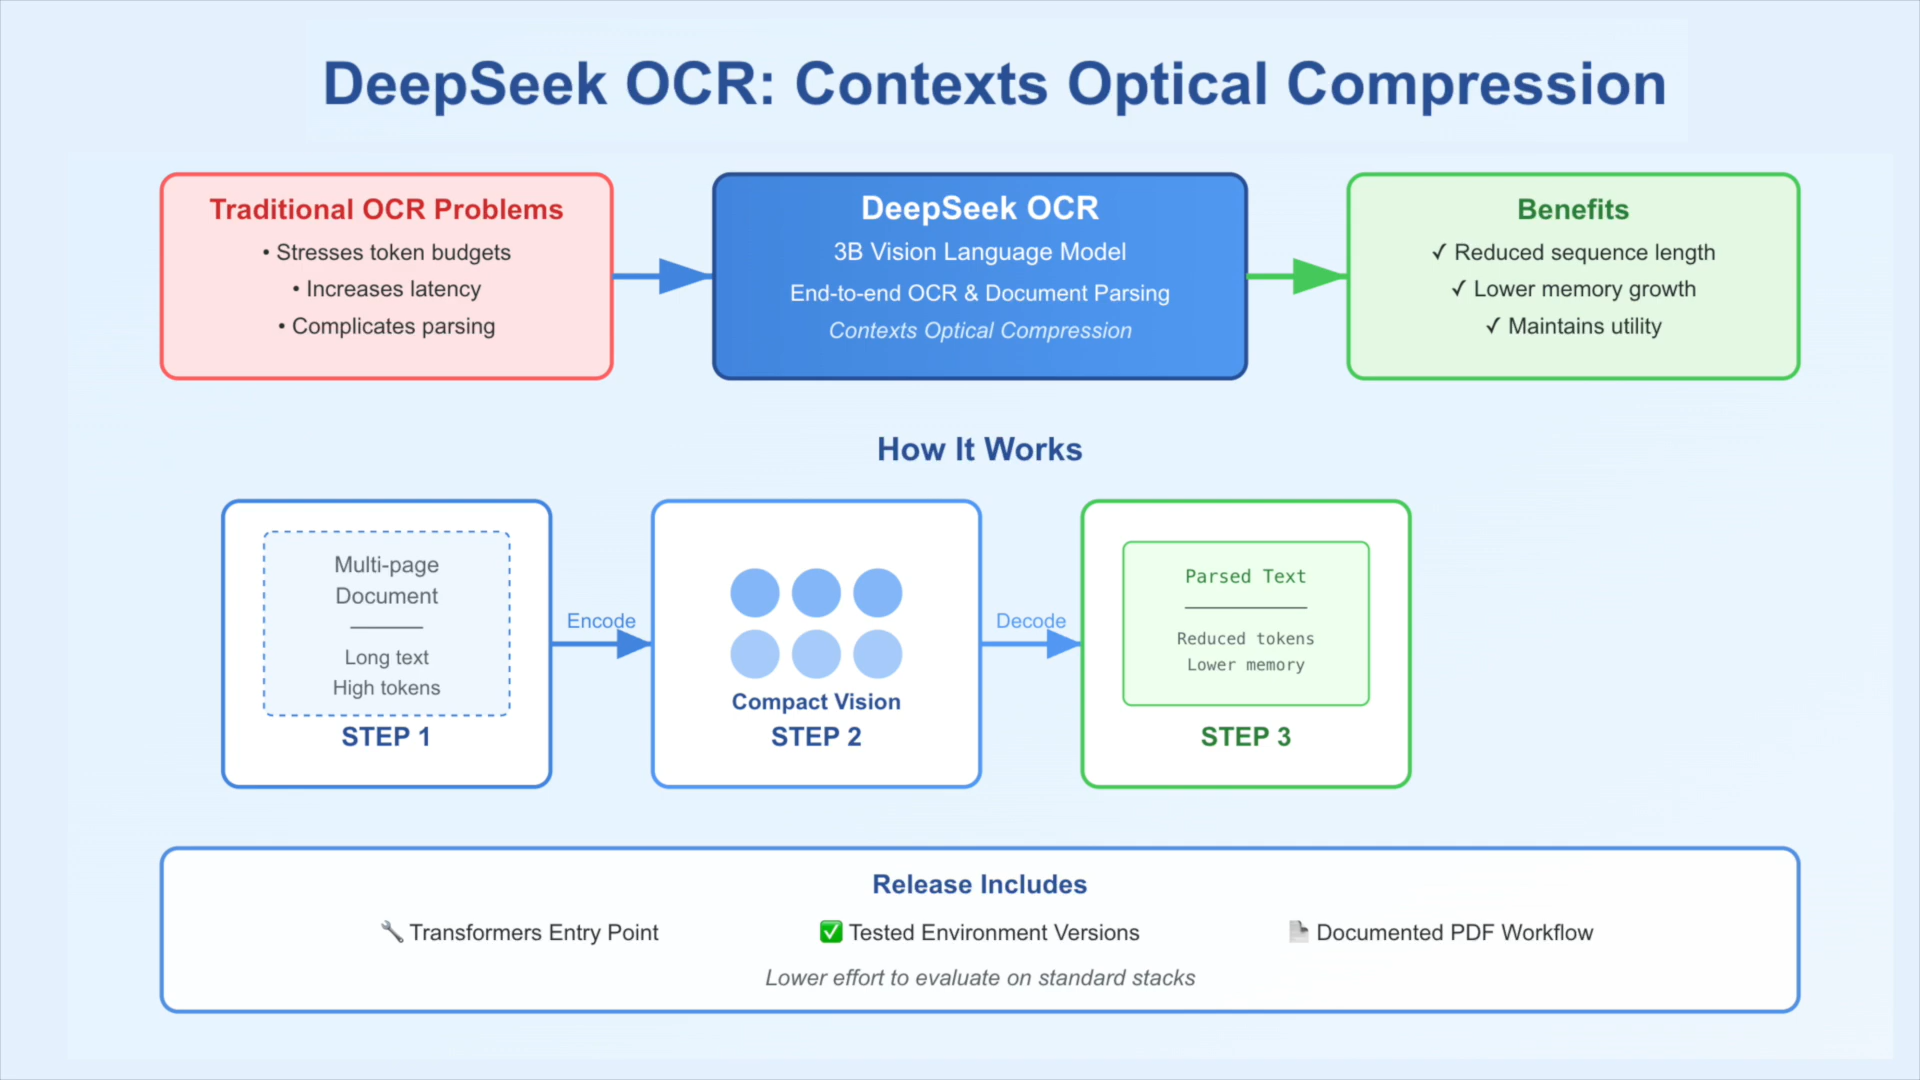 DeepSeek OCR: Contexts Optical Compression
Traditional OCR Problems
• Stresses token budgets
• Increases latency
• Complicates parsing
DeepSeek OCR
3B Vision Language Model
End-to-end OCR & Document Parsing
Contexts Optical Compression
Benefits
✓ Reduced sequence length
✓ Lower memory growth
✓ Maintains utility
How It Works
Multi-page
Document
Long text
High tokens
STEP 1
Encode
Compact Vision
STEP 2
Decode
Parsed Text
Reduced tokens
Lower memory
STEP 3
Release Includes
🔧 Transformers Entry Point
✅ Tested Environment Versions
📄 Documented PDF Workflow
Lower effort to evaluate on standard stacks